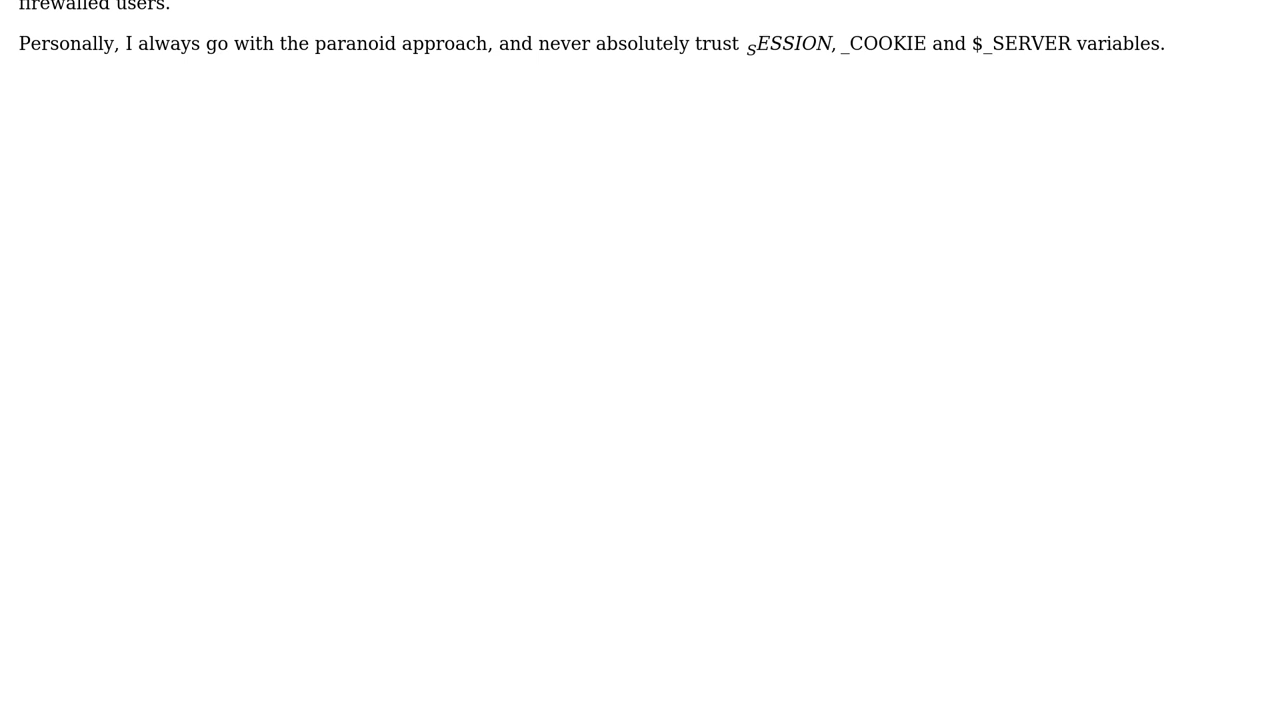 firewalled users.
Personally, I always go with the paranoid approach, and never absolutely trust SESSION, _COOKIE and $_SERVER variables.